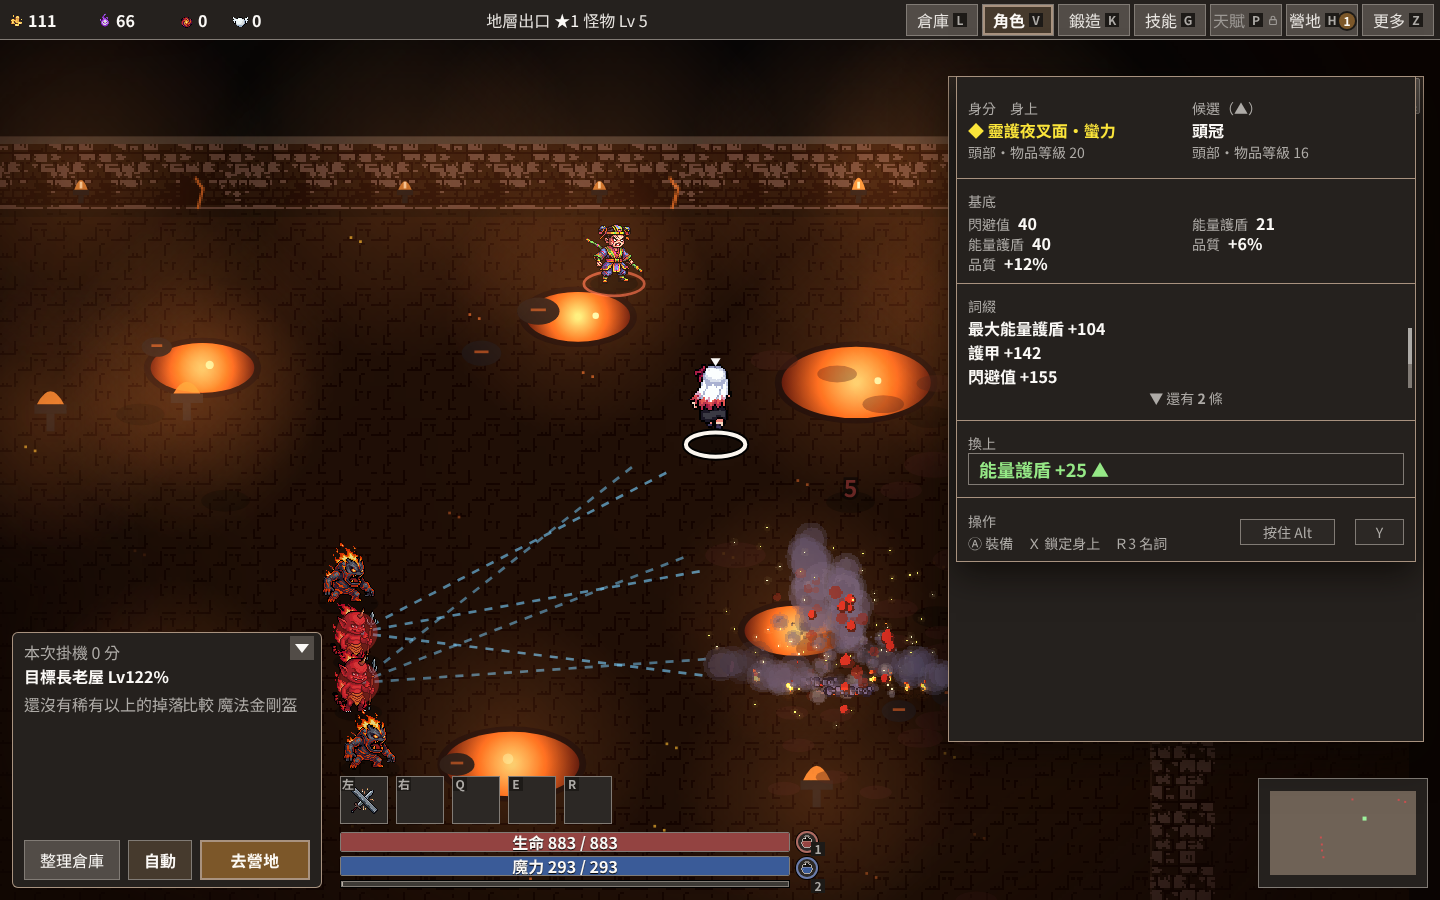 111 66 0 0 地層出口 ★1 怪物 Lv 5 倉庫 L 角色 V 鍛造 K 技能 G 天賦 P 營地 H 1 更多 Z
身分 身上 候選（▲）
◆ 靈護夜叉面・蠻力 頭冠
頭部・物品等級 20 頭部・物品等級 16
基底
閃避值 40 能量護盾 21
能量護盾 40 品質 +6%
品質 +12%
詞綴
最大能量護盾 +104
護甲 +142
閃避值 +155
▼ 還有 2 條
換上
能量護盾 +25 ▲
操作
Ⓐ 裝備 X 鎖定身上 R3 名詞 按住 Alt Y
5
本次掛機 0 分
目標長老屋 Lv122%
還沒有稀有以上的掉落比較 魔法金剛盔
整理倉庫 自動 去營地
左 右 Q E R
生命 883 / 883 1
魔力 293 / 293
2